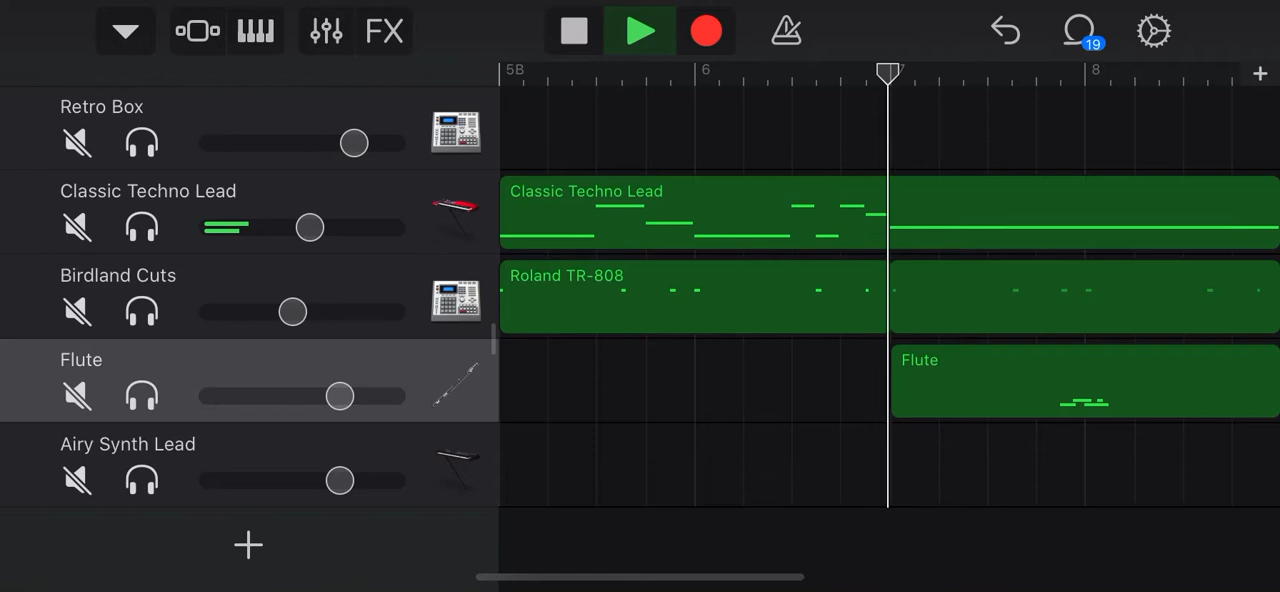 FX
19
5B 6 7 8
Retro Box
Classic Techno Lead
Classic Techno Lead
Birdland Cuts
Roland TR-808
Flute
Flute
Airy Synth Lead